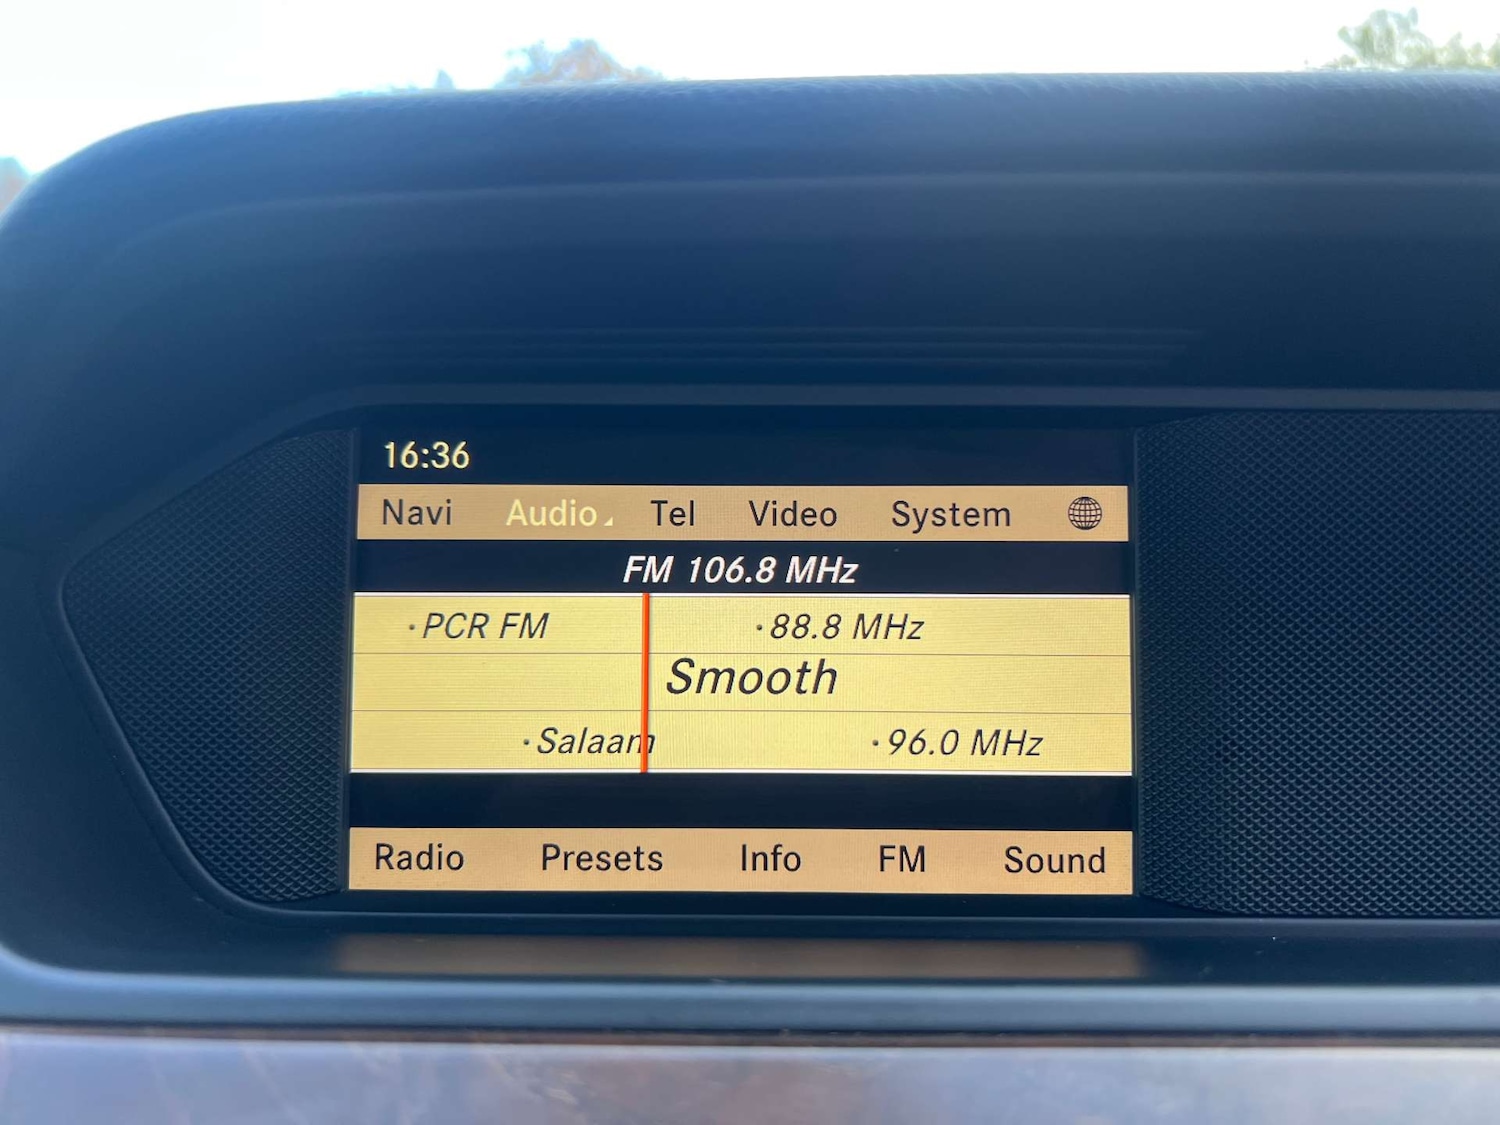 16:36
Navi Audio Tel Video System
FM 106.8 MHz
·PCR FM ·88.8 MHz
Smooth
·Salaam ·96.0 MHz
Radio Presets Info FM Sound